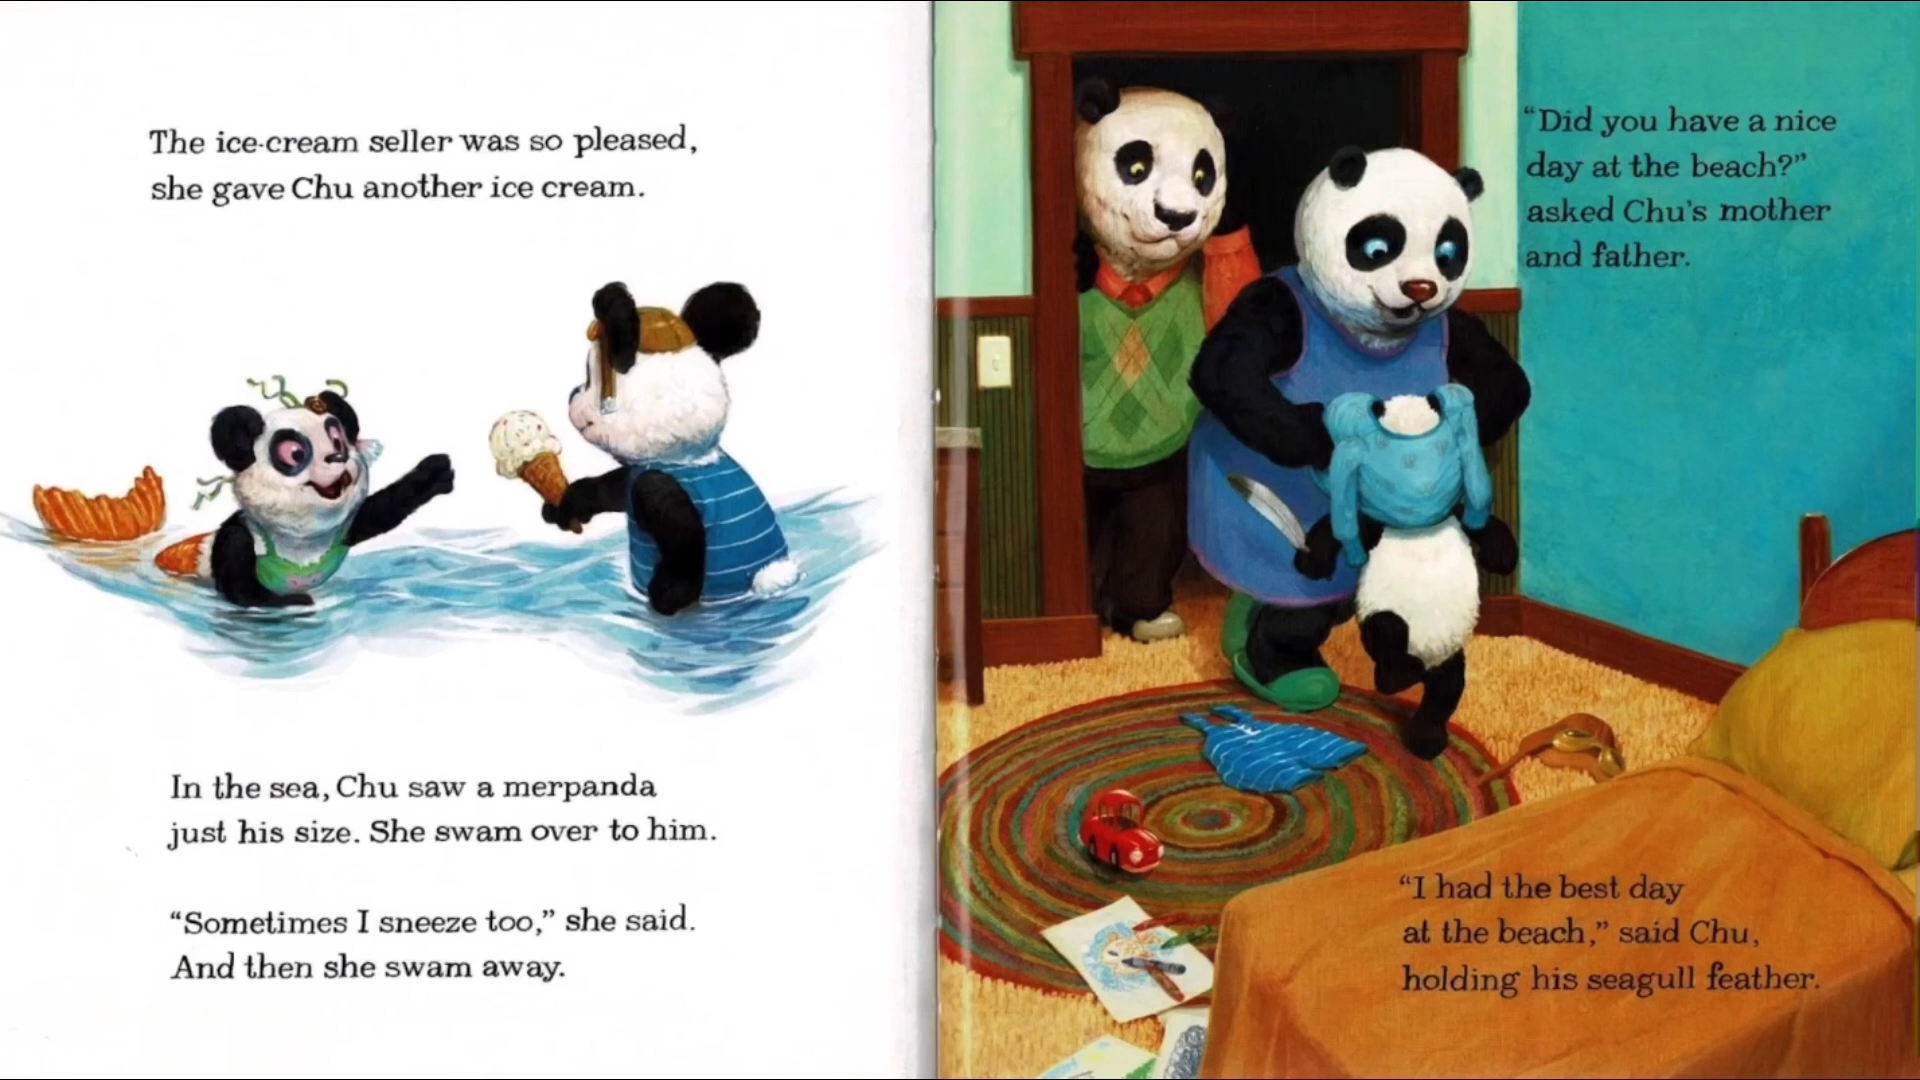 The ice-cream seller was so pleased,
she gave Chu another ice cream.
In the sea, Chu saw a merpanda
just his size. She swam over to him.
“Sometimes I sneeze too,” she said.
And then she swam away.
“Did you have a nice
day at the beach?”
asked Chu’s mother
and father.
“I had the best day
at the beach,” said Chu,
holding his seagull feather.